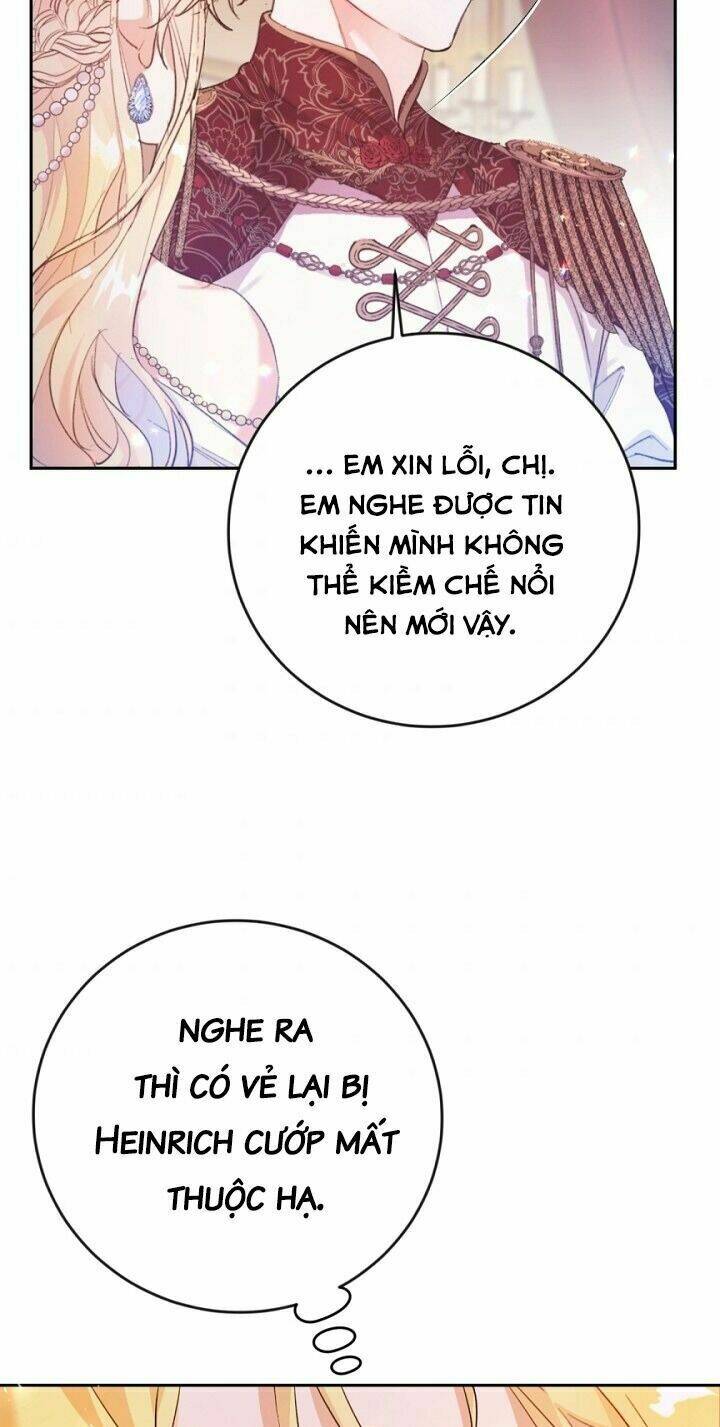 ... EM XIN LỖI, CHỊ.
EM NGHE ĐƯỢC TIN
KHIẾN MÌNH KHÔNG
THỂ KIỀM CHẾ NỔI
NÊN MỚI VẬY.
NGHE RA
THÌ CÓ VẺ LẠI BỊ
HEINRICH CƯỚP MẤT
THUỘC HẠ.